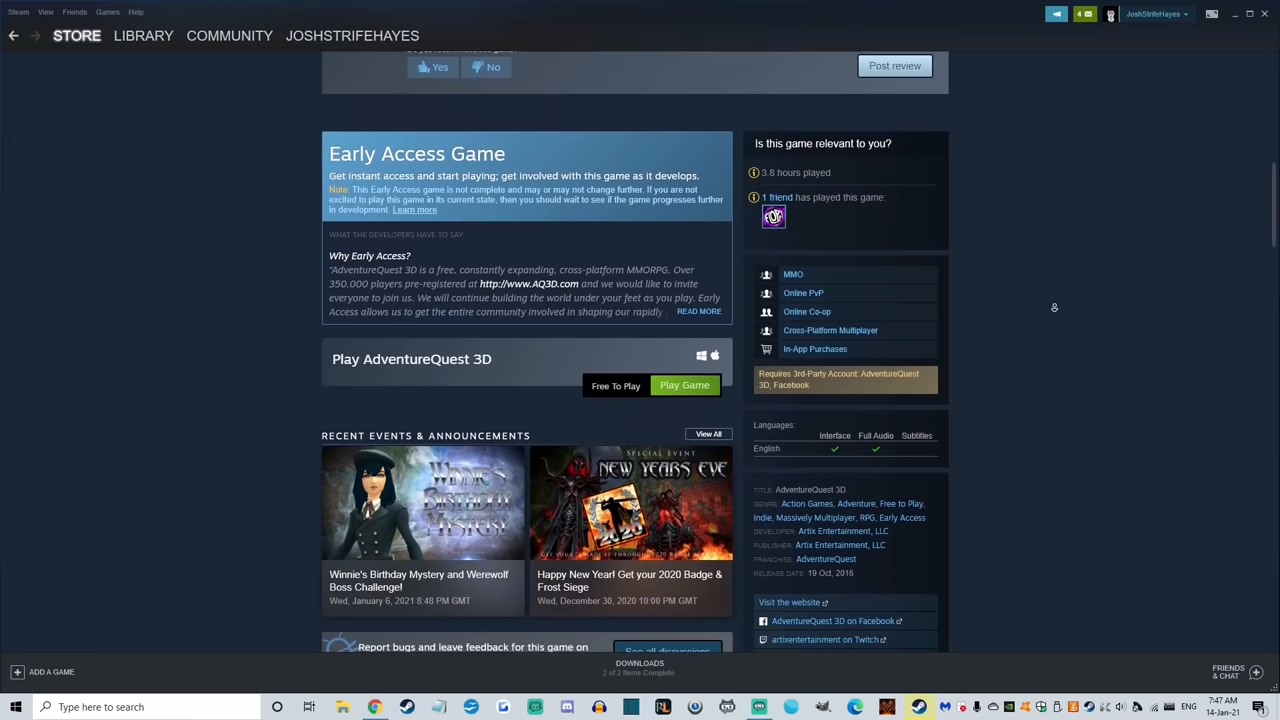 Steam View Friends Games Help
4
JoshStrifeHayes
STORE LIBRARY COMMUNITY JOSHSTRIFEHAYES
Yes No
Post review
Early Access Game
Get instant access and start playing; get involved with this game as it develops.
Note: This Early Access game is not complete and may or may not change further. If you are not
excited to play this game in its current state, then you should wait to see if the game progresses further
in development. Learn more
WHAT THE DEVELOPERS HAVE TO SAY:
Why Early Access?
"AdventureQuest 3D is a free, constantly expanding, cross-platform MMORPG. Over
350,000 players pre-registered at http://www.AQ3D.com and we would like to invite
everyone to join us. We will continue building the world under your feet as you play. Early
Access allows us to get the entire community involved in shaping our rapidly READ MORE
Play AdventureQuest 3D
Free To Play Play Game
RECENT EVENTS & ANNOUNCEMENTS View All
WINNIE'S
BIRTHDAY
MYSTERY
SPECIAL EVENT
NEW YEARS EVE
Winnie's Birthday Mystery and Werewolf
Boss Challenge!
Wed, January 6, 2021 8:48 PM GMT
Happy New Year! Get your 2020 Badge &
Frost Siege
Wed, December 30, 2020 10:00 PM GMT
Report bugs and leave feedback for this game on
See all discussions
Is this game relevant to you?
3.8 hours played
1 friend has played this game:
MMO
Online PvP
Online Co-op
Cross-Platform Multiplayer
In-App Purchases
Requires 3rd-Party Account: AdventureQuest
3D, Facebook
Languages:
Interface Full Audio Subtitles
English
TITLE: AdventureQuest 3D
GENRE: Action Games, Adventure, Free to Play,
Indie, Massively Multiplayer, RPG, Early Access
DEVELOPER: Artix Entertainment, LLC
PUBLISHER: Artix Entertainment, LLC
FRANCHISE: AdventureQuest
RELEASE DATE: 19 Oct, 2016
Visit the website
AdventureQuest 3D on Facebook
artixentertainment on Twitch
ADD A GAME
DOWNLOADS
2 of 2 Items Complete
FRIENDS
& CHAT
Type here to search
ENG
7:47 AM
14-Jan-21